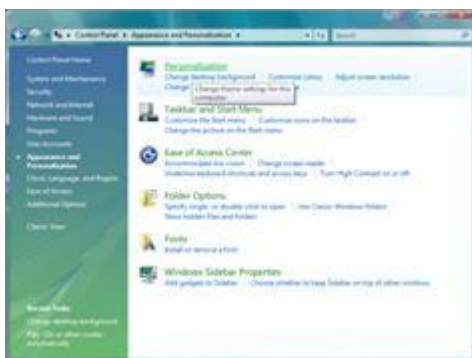 Control Panel ▸ Appearance and Personalization ▸
Search
Control Panel Home
System and Maintenance
Security
Network and Internet
Hardware and Sound
Programs
User Accounts
Appearance and
Personalization
Clock, Language, and Region
Ease of Access
Additional Options
Classic View
Recent Tasks
Change desktop background
Play CDs or other media
automatically
Personalization
Change desktop background
Customize colors
Adjust screen resolution
Change
Change theme settings for this
computer
Taskbar and Start Menu
Customize the Start menu
Customize icons on the taskbar
Change the picture on the Start menu
Ease of Access Center
Accommodate low vision
Change screen reader
Underline keyboard shortcuts and access keys
Turn High Contrast on or off
Folder Options
Specify single- or double-click to open
Use Classic Windows folders
Show hidden files and folders
Fonts
Install or remove a font
Windows Sidebar Properties
Add gadgets to Sidebar
Choose whether to keep Sidebar on top of other windows